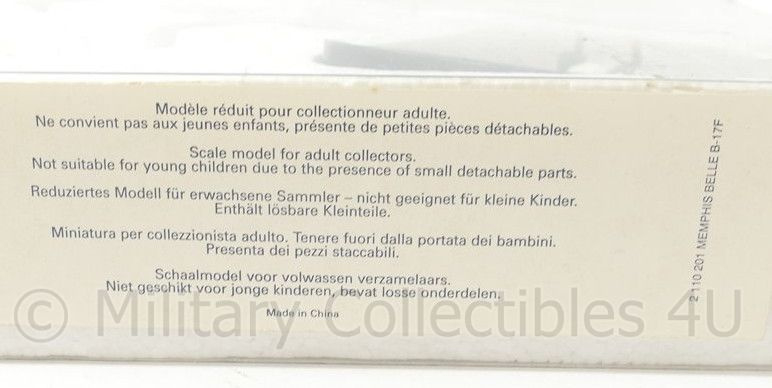 Modèle réduit pour collectionneur adulte.
Ne convient pas aux jeunes enfants, présente de petites pièces détachables.
Scale model for adult collectors.
Not suitable for young children due to the presence of small detachable parts.
Reduziertes Modell für erwachsene Sammler – nicht geeignet für kleine Kinder.
Enthält lösbare Kleinteile.
Miniatura per collezzionista adulto. Tenere fuori dalla portata dei bambini.
Presenta dei pezzi staccabili.
Schaalmodel voor volwassen verzamelaars.
Niet geschikt voor jonge kinderen, bevat losse onderdelen.
Made in China
2 110 201 MEMPHIS BELLE B-17F
© Military Collectibles 4U